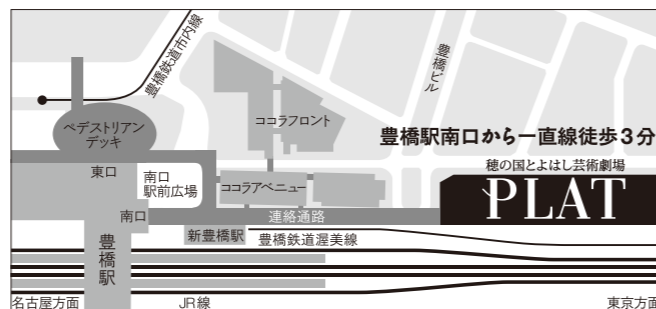 豊橋鉄道市内線
豊橋ビル
ペデストリアン
デッキ
ココラフロント
豊橋駅南口から一直線徒歩3分
穂の国とよはし芸術劇場
PLAT
東口
南口
駅前広場
ココラアベニュー
南口
連絡通路
豊橋駅
新豊橋駅
豊橋鉄道渥美線
名古屋方面
JR線
東京方面